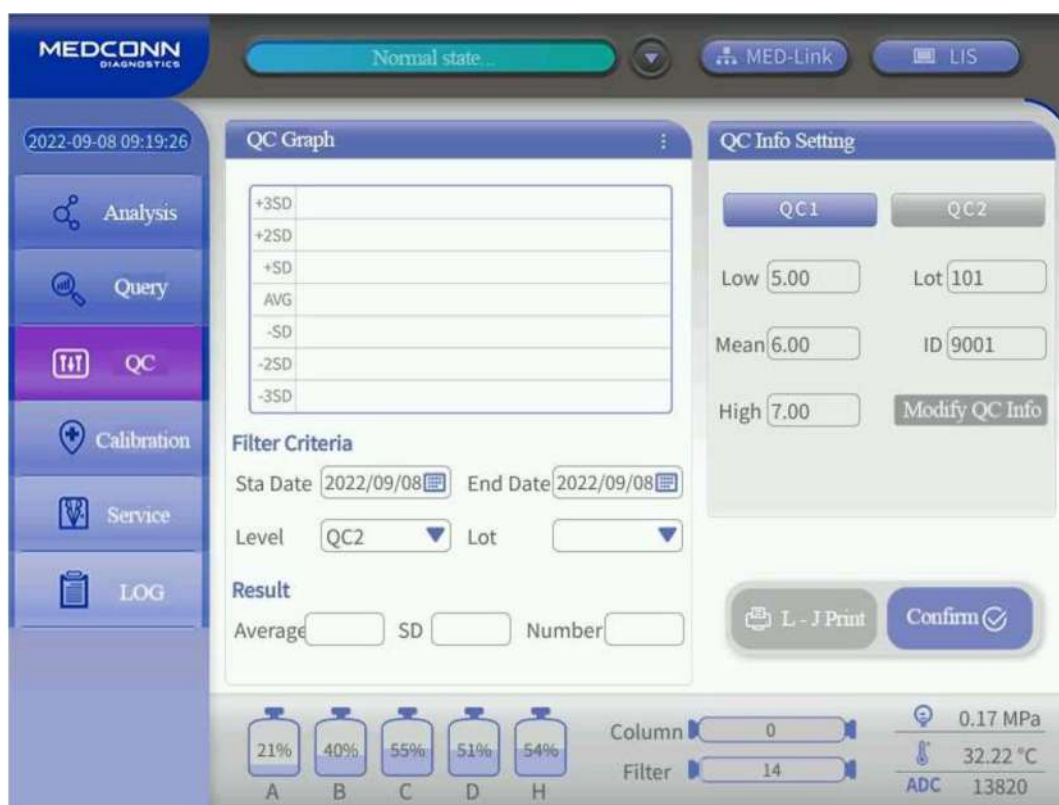 MEDCONN
DIAGNOSTICS
Normal state...
MED-Link
LIS
2022-09-08 09:19:26
Analysis
Query
QC
Calibration
Service
LOG
QC Graph
+3SD
+2SD
+SD
AVG
-SD
-2SD
-3SD
Filter Criteria
Sta Date 2022/09/08 End Date 2022/09/08
Level QC2 Lot
Result
Average SD Number
QC Info Setting
QC1 QC2
Low 5.00 Lot 101
Mean 6.00 ID 9001
High 7.00 Modify QC Info
L - J Print Confirm
21% 40% 55% 51% 54%
A B C D H
Column 0
Filter 14
0.17 MPa
32.22 °C
ADC 13820